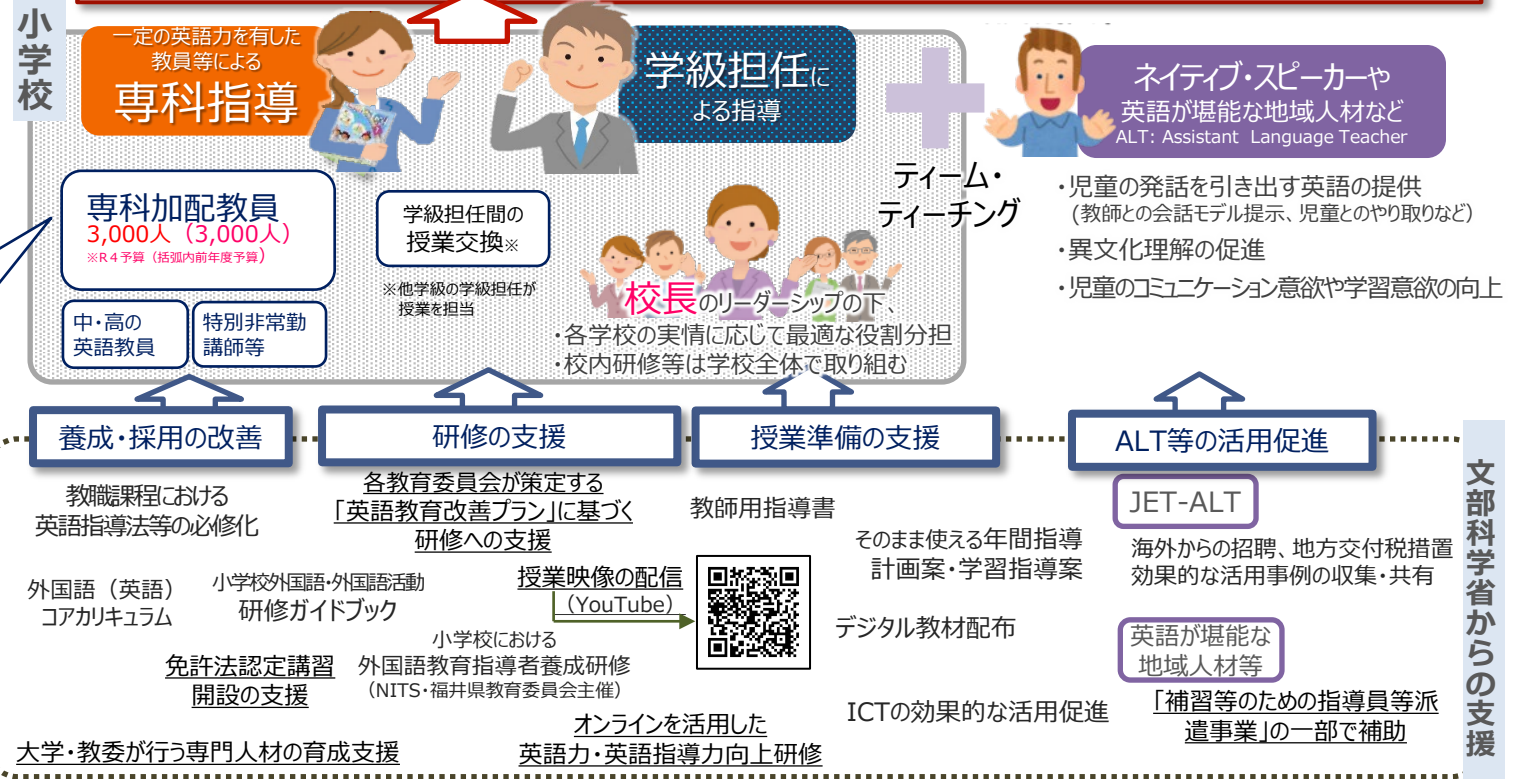 小学校
一定の英語力を有した
教員等による
専科指導
学級担任に
よる指導
ネイティブ・スピーカーや
英語が堪能な地域人材など
ALT: Assistant Language Teacher
ティーム・
ティーチング
専科加配教員
3,000人（3,000人）
※R４予算（括弧内前年度予算）
中・高の
英語教員
特別非常勤
講師等
学級担任間の
授業交換※
※他学級の学級担任が
授業を担当
校長のリーダーシップの下、
・各学校の実情に応じて最適な役割分担
・校内研修等は学校全体で取り組む
・児童の発話を引き出す英語の提供
（教師との会話モデル提示、児童とのやり取りなど）
・異文化理解の促進
・児童のコミュニケーション意欲や学習意欲の向上
養成・採用の改善
研修の支援
授業準備の支援
ALT等の活用促進
文部科学省からの支援
教職課程における
英語指導法等の必修化
外国語（英語）
コアカリキュラム
免許法認定講習
開設の支援
大学・教委が行う専門人材の育成支援
各教育委員会が策定する
「英語教育改善プラン」に基づく
研修への支援
小学校外国語・外国語活動
研修ガイドブック
授業映像の配信
（YouTube）
小学校における
外国語教育指導者養成研修
（NITS・福井県教育委員会主催）
オンラインを活用した
英語力・英語指導力向上研修
教師用指導書
そのまま使える年間指導
計画案・学習指導案
デジタル教材配布
ICTの効果的な活用促進
JET-ALT
海外からの招聘、地方交付税措置
効果的な活用事例の収集・共有
英語が堪能な
地域人材等
「補習等のための指導員等派
遣事業」の一部で補助